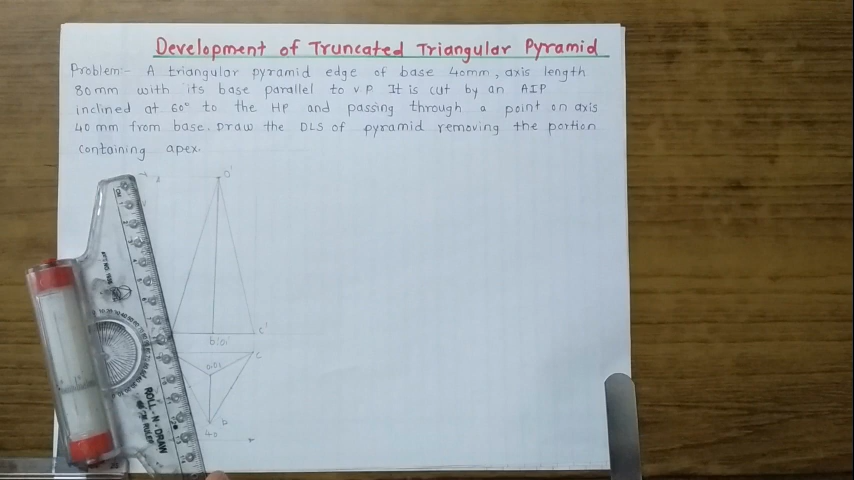 Development of Truncated Triangular Pyramid
Problem:- A triangular pyramid edge of base 40mm, axis length
80mm with its base parallel to V.P. It is cut by an AIP
inclined at 60° to the HP and passing through a point on axis
40 mm from base. Draw the DLS of pyramid removing the portion
containing apex.
O'
C'
C
40
ROLL-N-DRAW